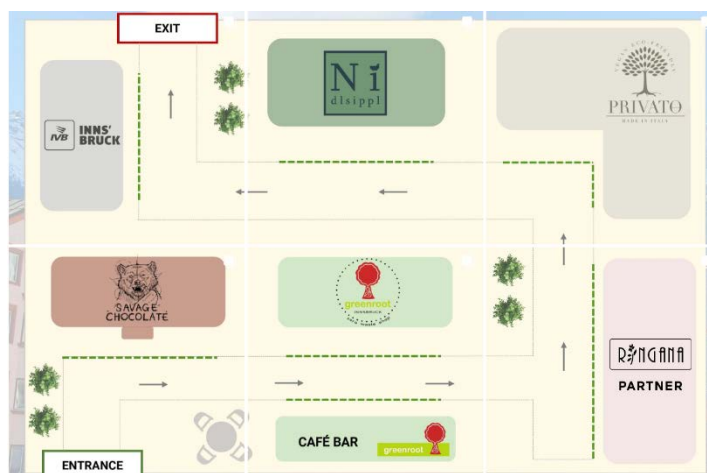 EXIT
IVB
INNS'
BRUCK
Ni
dlsippl
PRIVATO
MADE IN ITALY
SAVAGE
CHOCOLATE
greenroot
INNSBRUCK
RINGANA
PARTNER
CAFÉ BAR
greenroot
ENTRANCE